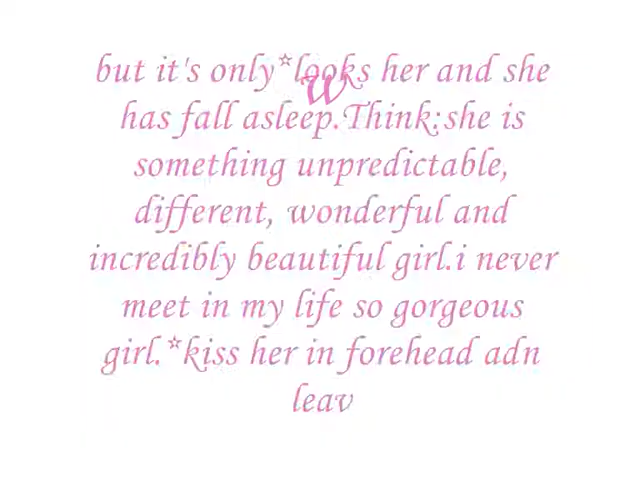 but it's only*looks her and she
has fall asleep.Think:she is
something unpredictable,
different, wonderful and
incredibly beautiful girl.i never
meet in my life so gorgeous
girl.*kiss her in forehead adn
leav
w